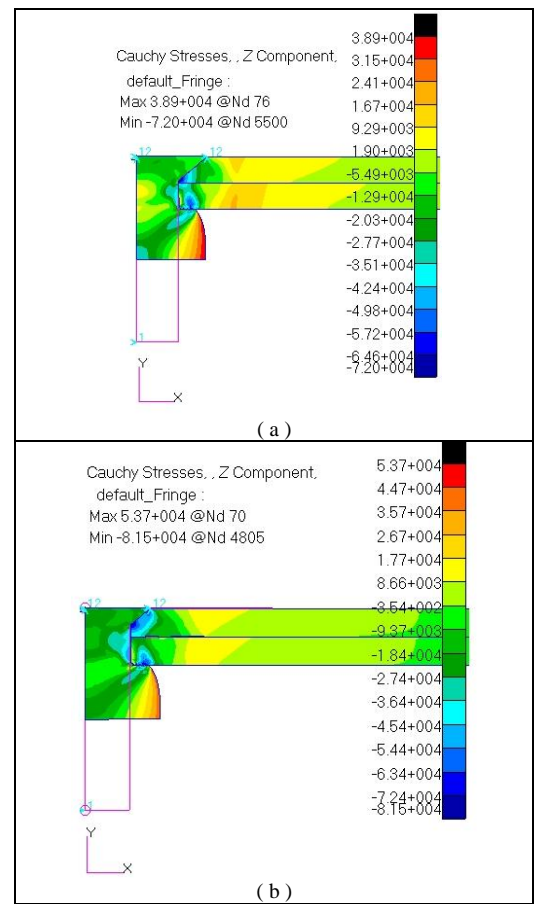 Cauchy Stresses, , Z Component,
default_Fringe :
Max 3.89+004 @Nd 76
Min -7.20+004 @Nd 5500
3.89+004
3.15+004
2.41+004
1.67+004
9.29+003
1.90+003
-5.49+003
-1.29+004
-2.03+004
-2.77+004
-3.51+004
-4.24+004
-4.98+004
-5.72+004
-6.46+004
-7.20+004
12
12
1
Y
X
( a )
Cauchy Stresses, , Z Component,
default_Fringe :
Max 5.37+004 @Nd 70
Min -8.15+004 @Nd 4805
5.37+004
4.47+004
3.57+004
2.67+004
1.77+004
8.66+003
-3.54+002
-9.37+003
-1.84+004
-2.74+004
-3.64+004
-4.54+004
-5.44+004
-6.34+004
-7.24+004
-8.15+004
12
12
1
Y
X
( b )